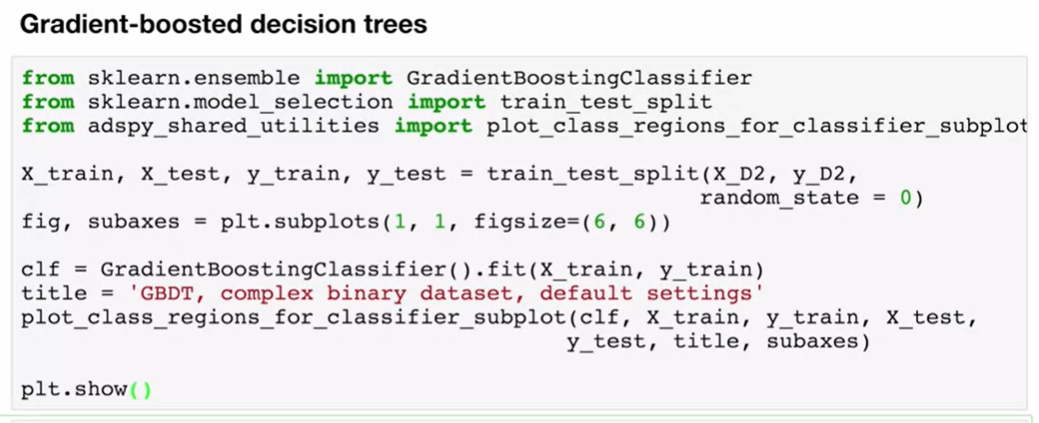 Gradient-boosted decision trees
from sklearn.ensemble import GradientBoostingClassifier
from sklearn.model_selection import train_test_split
from adspy_shared_utilities import plot_class_regions_for_classifier_subplot
X_train, X_test, y_train, y_test = train_test_split(X_D2, y_D2,
random_state = 0)
fig, subaxes = plt.subplots(1, 1, figsize=(6, 6))
clf = GradientBoostingClassifier().fit(X_train, y_train)
title = 'GBDT, complex binary dataset, default settings'
plot_class_regions_for_classifier_subplot(clf, X_train, y_train, X_test,
y_test, title, subaxes)
plt.show()